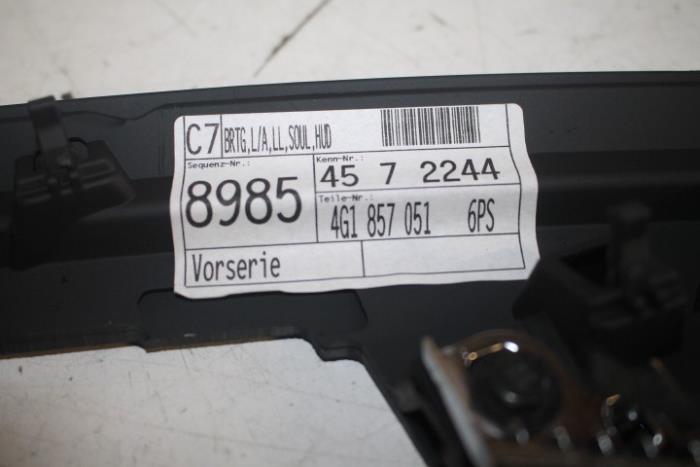 C7 BRTG,L/A,LL,SOUL,HUD
Sequenz-Nr.: Kenn-Nr.:
8985 45 7 2244
Teile-Nr.:
4G1 857 051 6PS
Vorserie